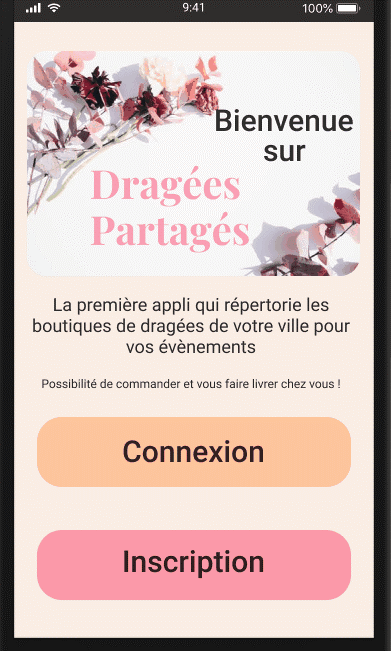 9:41
100%
Bienvenue
sur
Dragées
Partagés
La première appli qui répertorie les
boutiques de dragées de votre ville pour
vos évènements
Possibilité de commander et vous faire livrer chez vous !
Connexion
Inscription